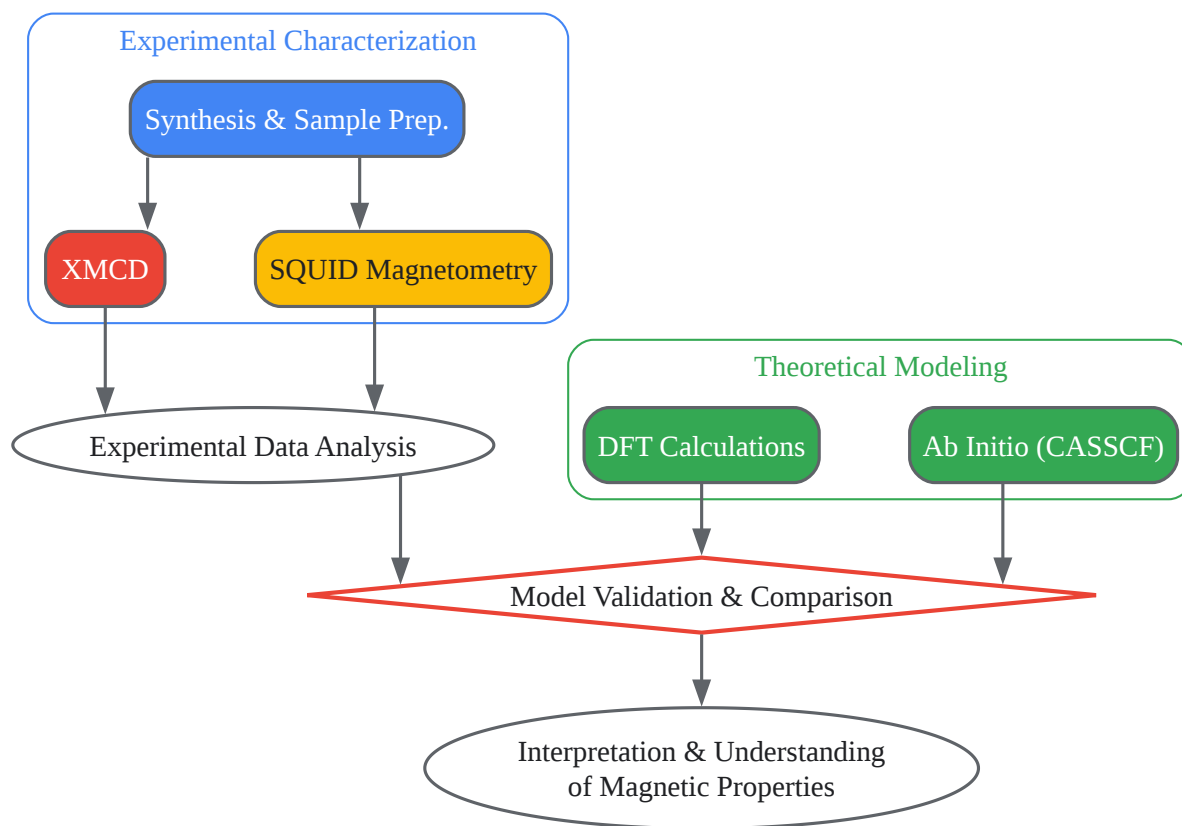 Experimental Characterization
Synthesis & Sample Prep.
XMCD
SQUID Magnetometry
Theoretical Modeling
Experimental Data Analysis
DFT Calculations
Ab Initio (CASSCF)
Model Validation & Comparison
Interpretation & Understanding
of Magnetic Properties